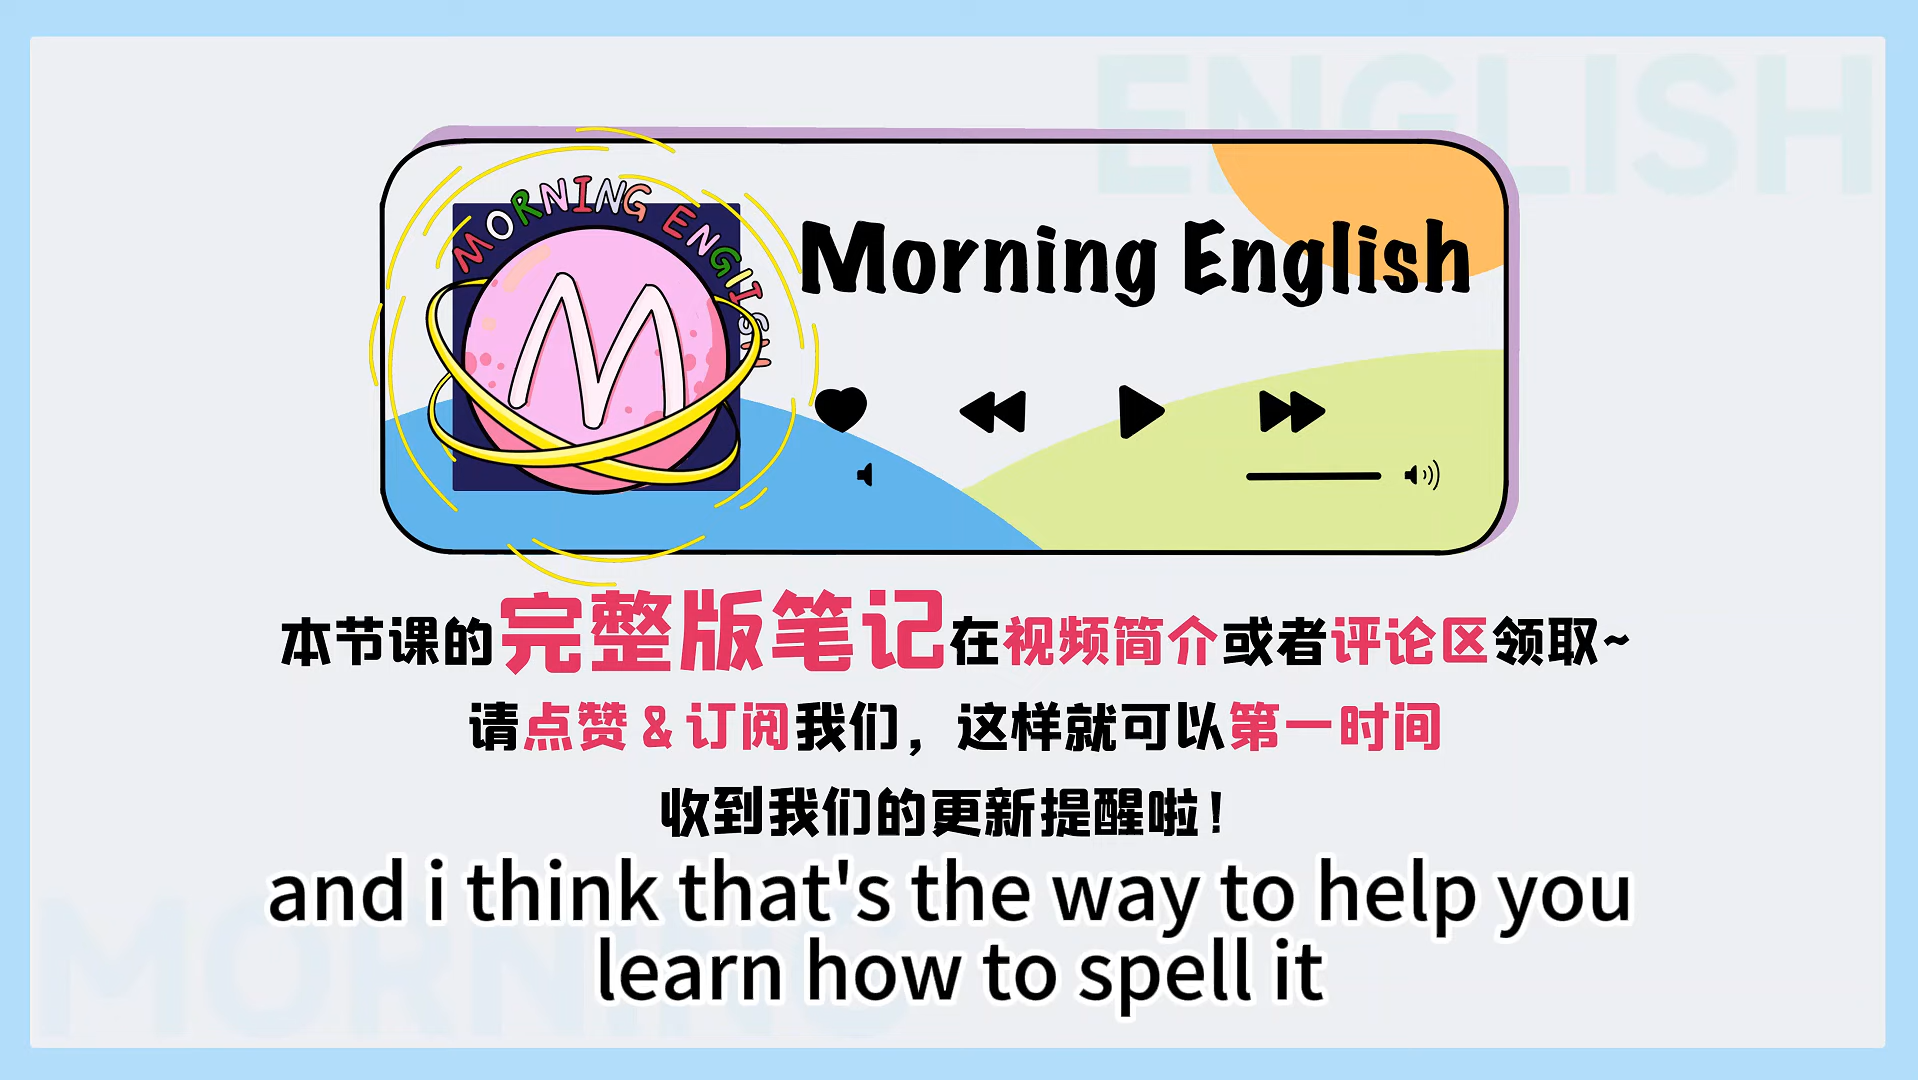 ENGLISH
MORNING ENGLISH
M
Morning English
本节课的完整版笔记在视频简介或者评论区领取~
请点赞&订阅我们，这样就可以第一时间
收到我们的更新提醒啦！
and i think that's the way to help you
learn how to spell it
MORNING